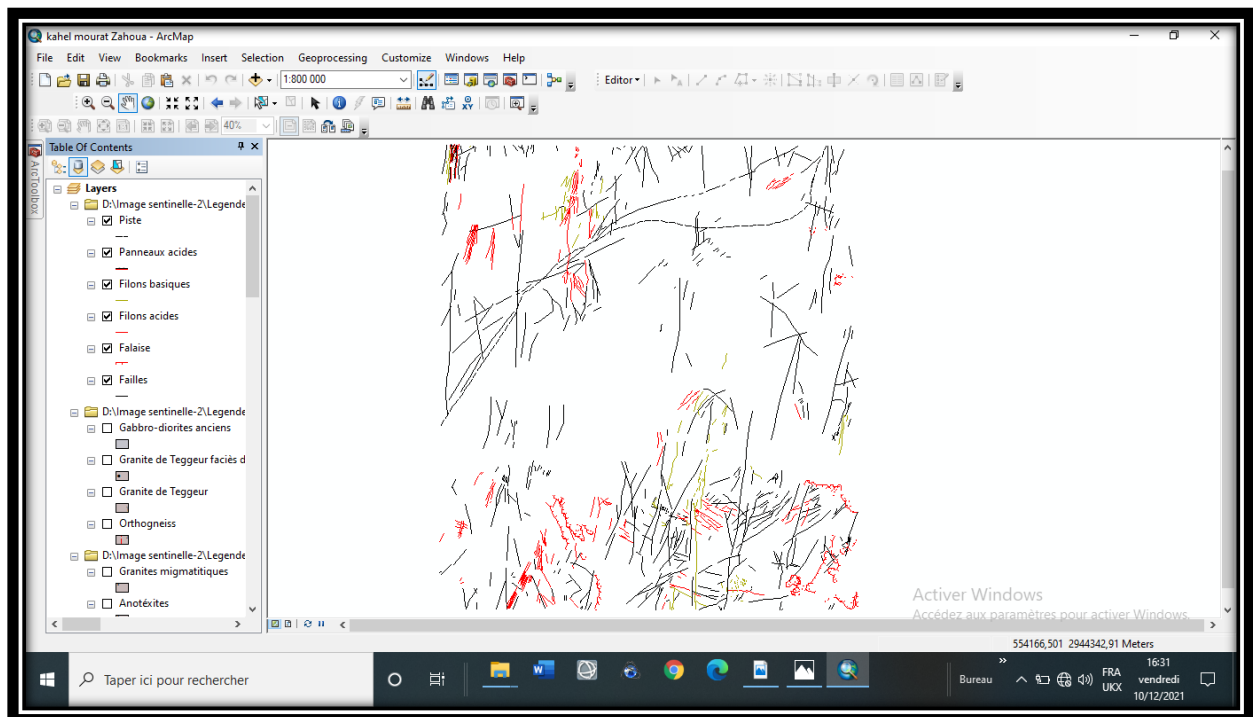 kahel mourat Zahoua - ArcMap
File Edit View Bookmarks Insert Selection Geoprocessing Customize Windows Help
1:800 000
Editor
40%
Table Of Contents
ArcToolbox
Layers
D:\Image sentinelle-2\Legende
Piste
Panneaux acides
Filons basiques
Filons acides
Falaise
Failles
D:\Image sentinelle-2\Legende
Gabbro-diorites anciens
Granite de Teggeur faciès d
Granite de Teggeur
Orthogneiss
D:\Image sentinelle-2\Legende
Granites migmatitiques
Anotéxites
Activer Windows
Accédez aux paramètres pour activer Windows.
554166,501 2944342,91 Meters
Taper ici pour rechercher
Bureau
FRA
UKX
16:31
vendredi
10/12/2021